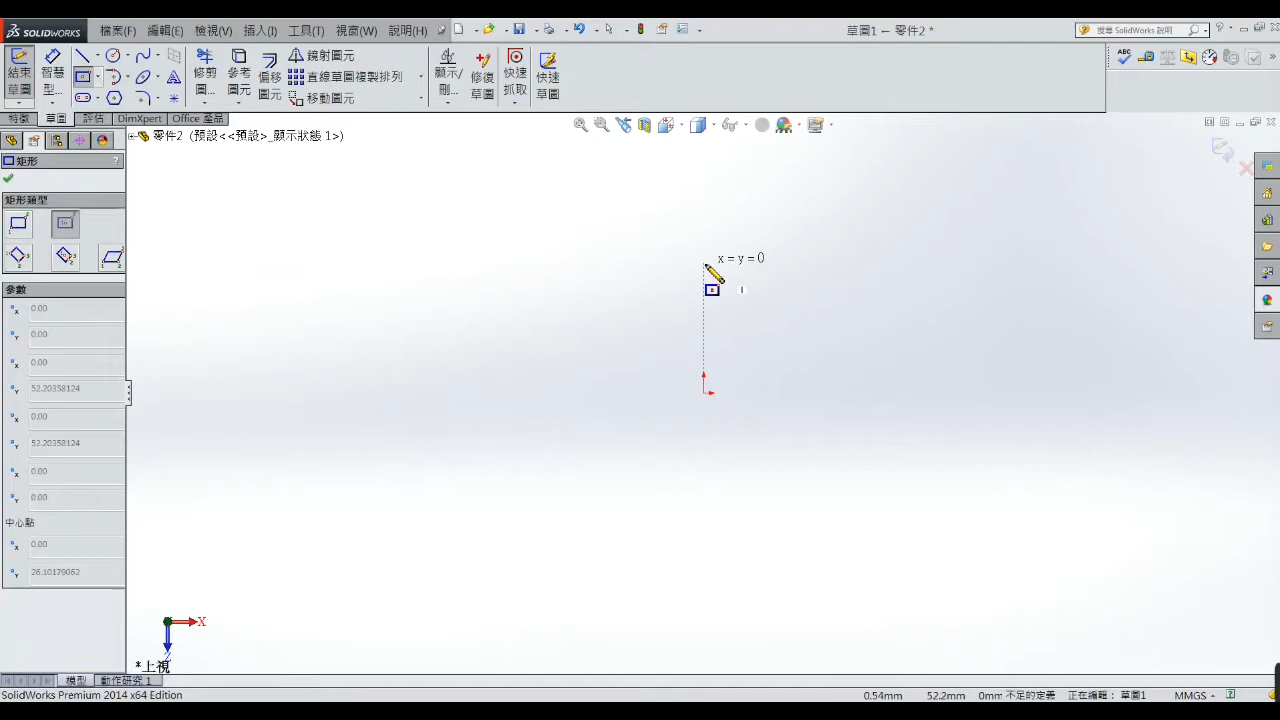 SOLIDWORKS 檔案(F) 編輯(E) 檢視(V) 插入(I) 工具(T) 視窗(W) 說明(L) 草圖1 ← 零件2 * 搜尋 SolidWorks 說明
結束草圖
智慧型...
修剪圖...
參考圖元
偏移圖元
鏡射圖元
直線草圖複製排列
移動圖元
顯示/刪...
修復草圖
快速抓取
快速草圖
特徵 草圖 評估 DimXpert Office 產品
零件2 (預設<<預設>_顯示狀態 1>)
矩形 ?
矩形類型
參數
x = y = 0
0.00
0.00
0.00
52.20358124
0.00
52.20358124
0.00
0.00
中心點
0.00
26.10179062
X
Z
*上視
模型 動作研究 1
SolidWorks Premium 2014 x64 Edition 0.54mm 52.2mm 0mm 不足的定義 正在編輯： 草圖1 MMGS